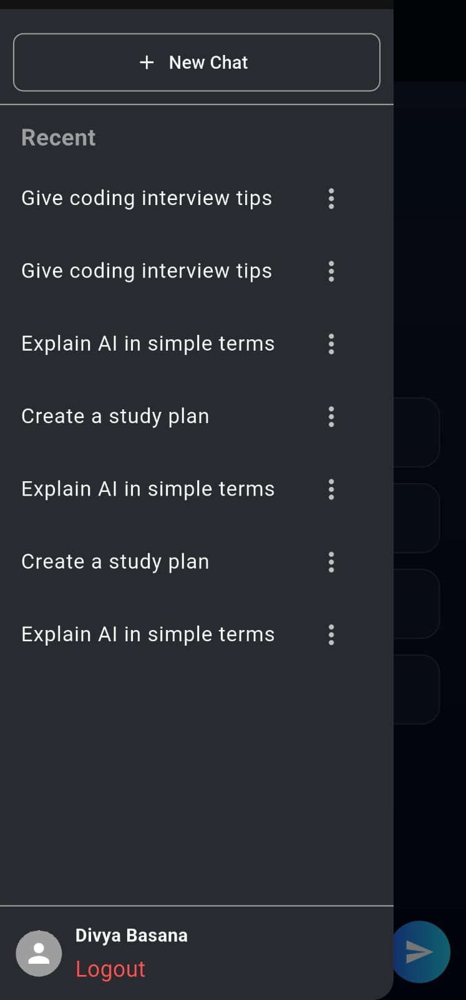 + New Chat
Recent
Give coding interview tips
Give coding interview tips
Explain AI in simple terms
Create a study plan
Explain AI in simple terms
Create a study plan
Explain AI in simple terms
Divya Basana
Logout